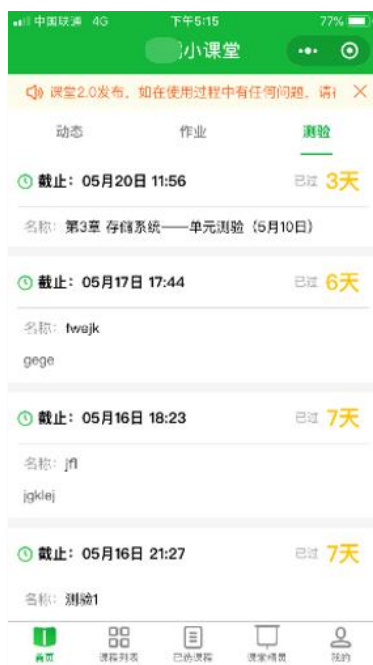 中国联通 4G 下午5:15 77%
小课堂
课堂2.0发布，如在使用过程中有任何问题，请
动态 作业 测验
截止：05月20日 11:56 已过 3天
名称：第3章 存储系统——单元测验（5月10日）
截止：05月17日 17:44 已过 6天
名称：fwejk
gege
截止：05月16日 18:23 已过 7天
名称：jfl
jgklej
截止：05月16日 21:27 已过 7天
名称：测验1
首页 课程列表 已选课程 课堂精灵 我的